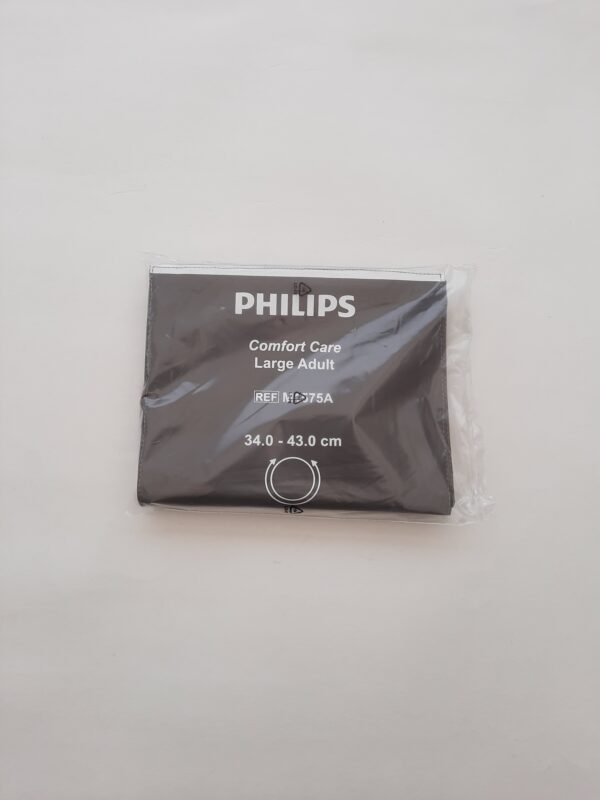 PHILIPS
Comfort Care
Large Adult
REF
34.0 - 43.0 cm